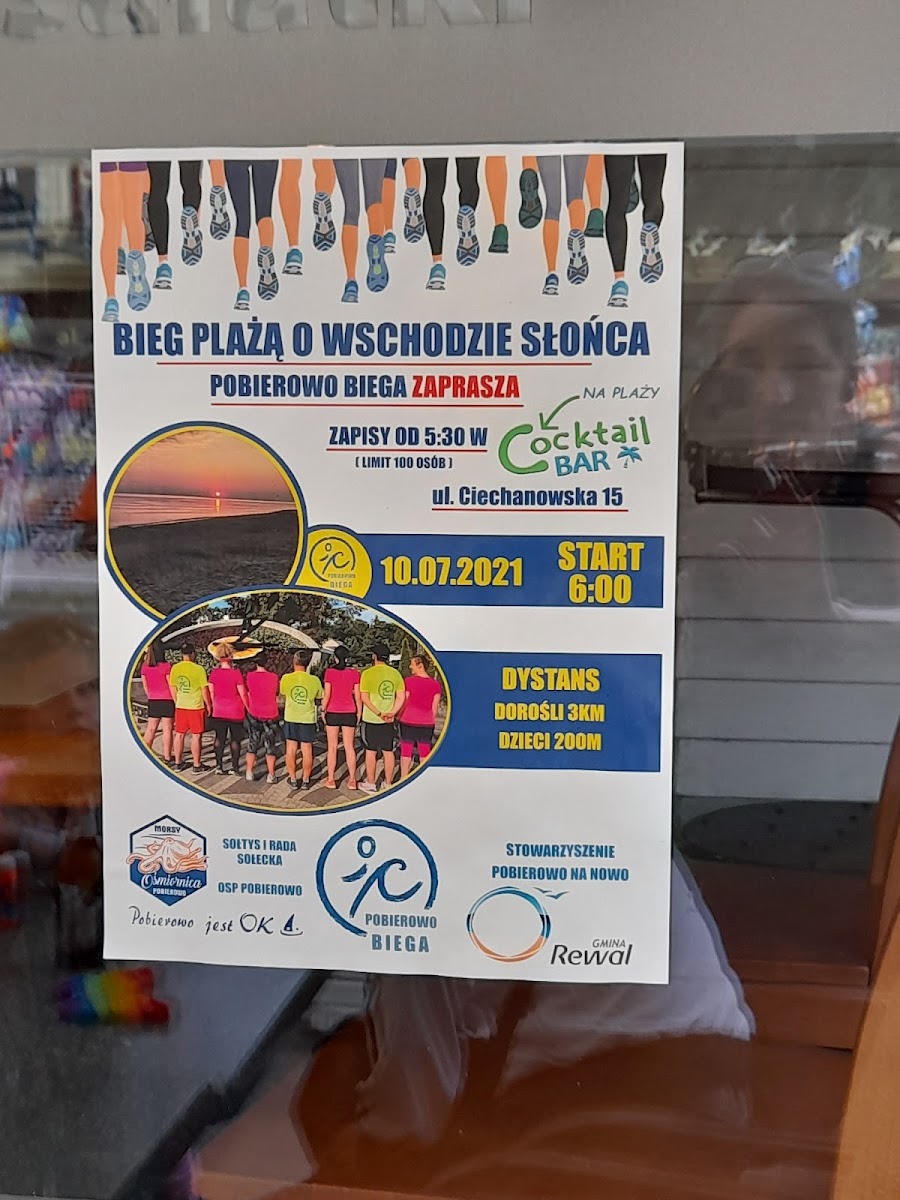 BIEG PLAŻĄ O WSCHODZIE SŁOŃCA
POBIEROWO BIEGA ZAPRASZA
NA PLAŻY
ZAPISY OD 5:30 W
( LIMIT 100 OSÓB )
Cocktail
BAR
ul. Ciechanowska 15
POBIEROWO
BIEGA
10.07.2021
START
6:00
DYSTANS
DOROŚLI 3KM
DZIECI 200M
MORSY
Ośmiornica
POBIEROWO
SOŁTYS I RADA
SOŁECKA
OSP POBIEROWO
Pobierowo jest OK
POBIEROWO
BIEGA
STOWARZYSZENIE
POBIEROWO NA NOWO
GMINA
Rewal